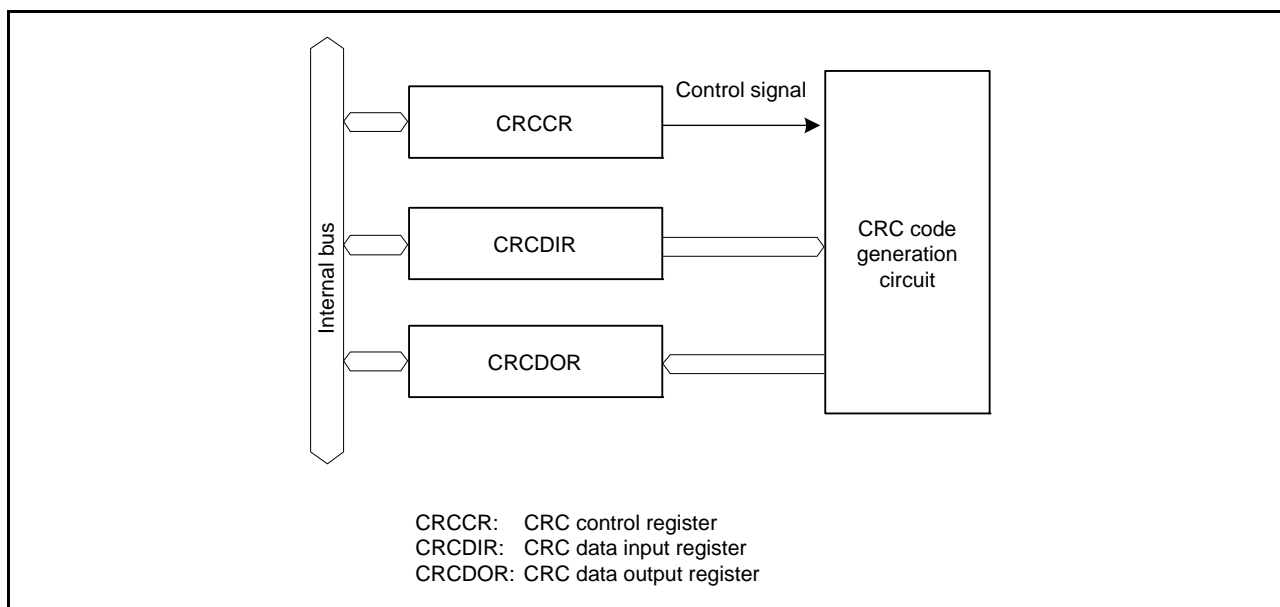 Control signal
CRCCR
CRCDIR
CRCDOR
Internal bus
CRC code
generation
circuit
CRCCR: CRC control register
CRCDIR: CRC data input register
CRCDOR: CRC data output register